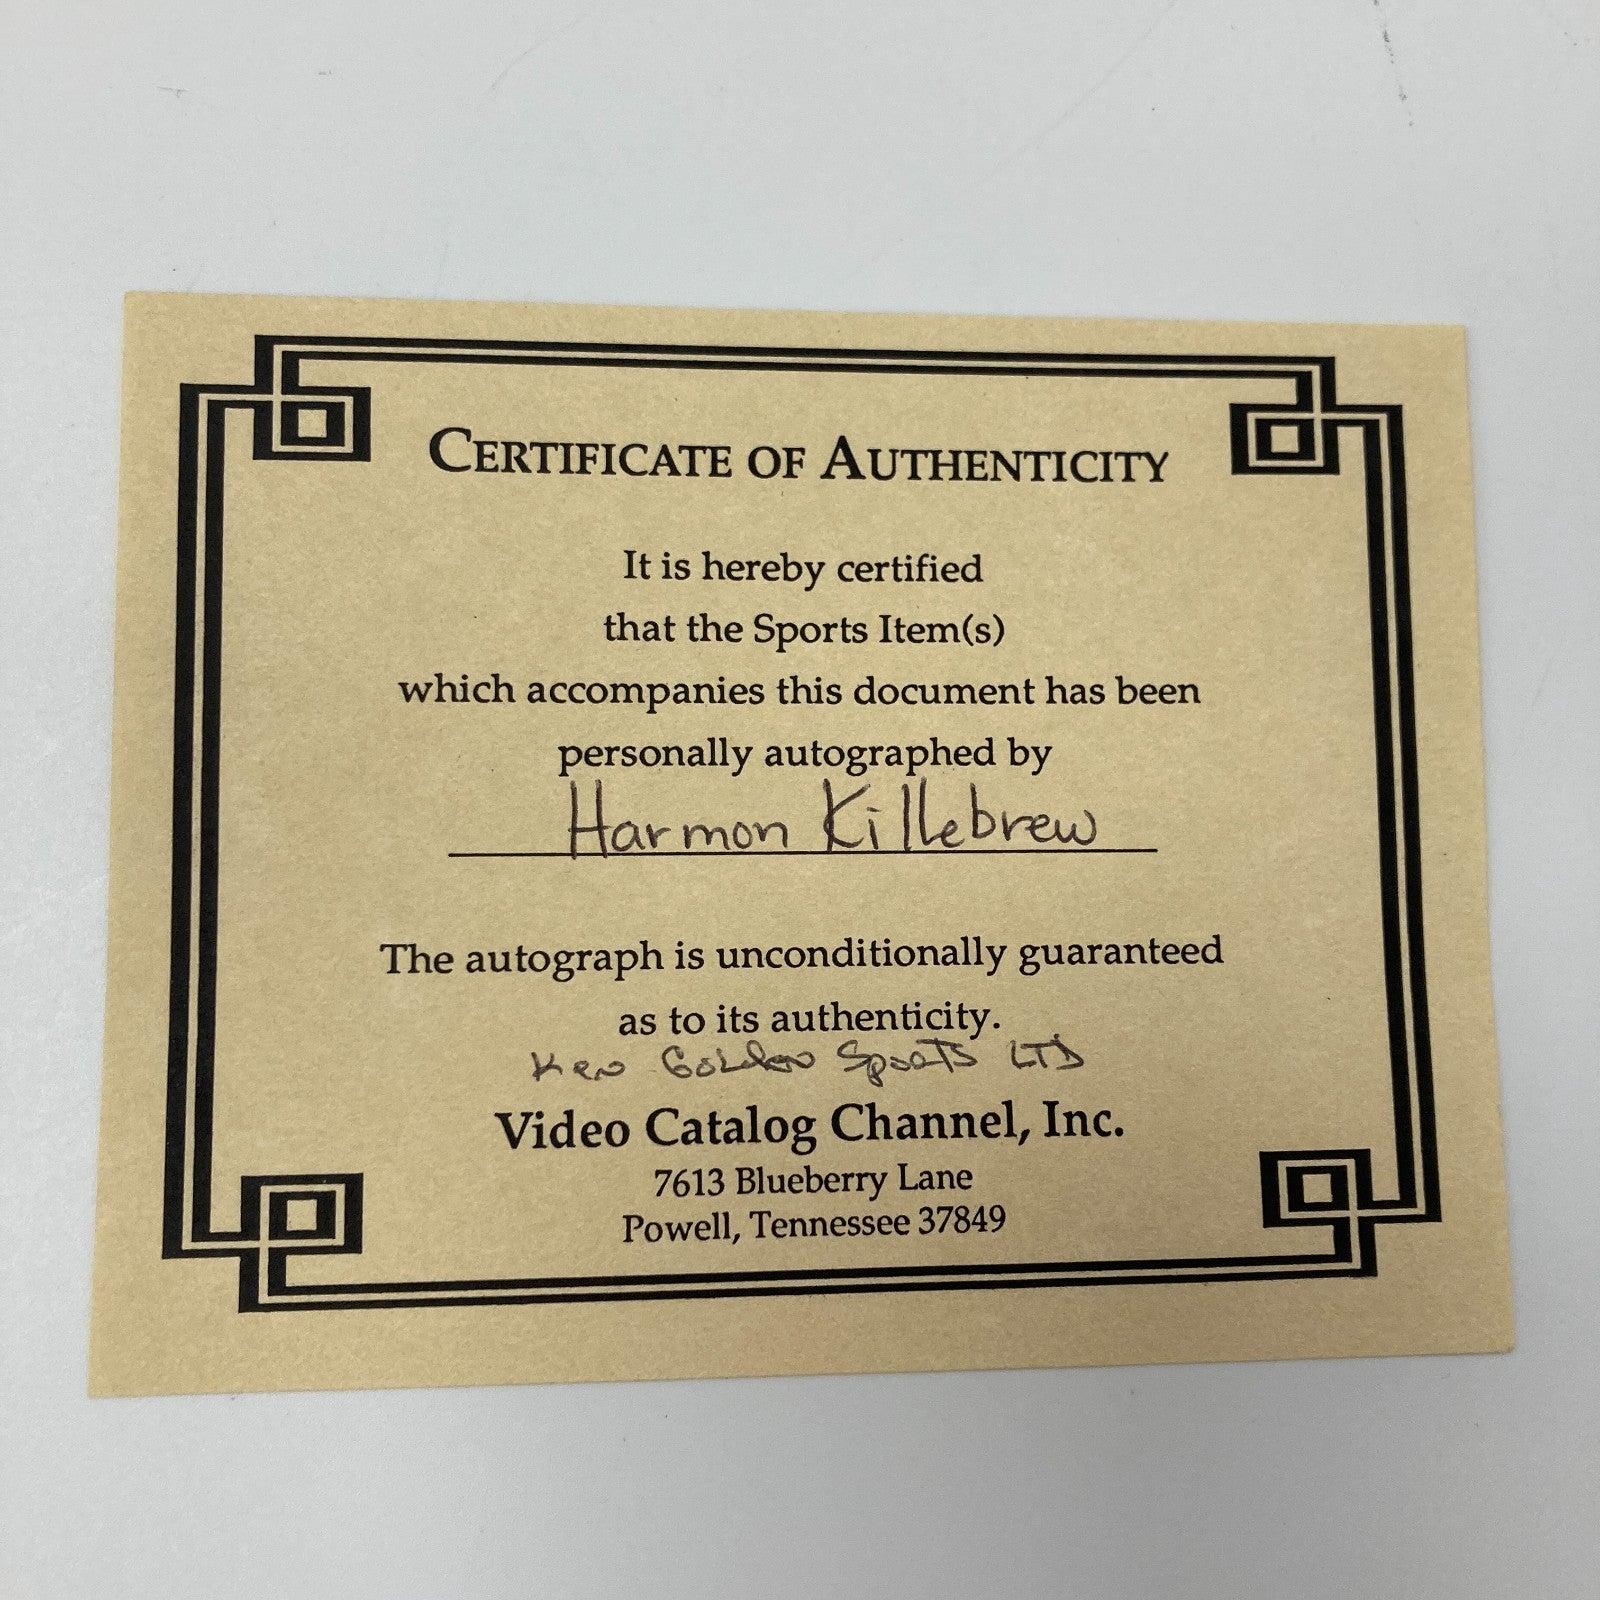 CERTIFICATE OF AUTHENTICITY
It is hereby certified
that the Sports Item(s)
which accompanies this document has been
personally autographed by
Harmon Killebrew
The autograph is unconditionally guaranteed
as to its authenticity.
Ken Golden Sports LTD
Video Catalog Channel, Inc.
7613 Blueberry Lane
Powell, Tennessee 37849